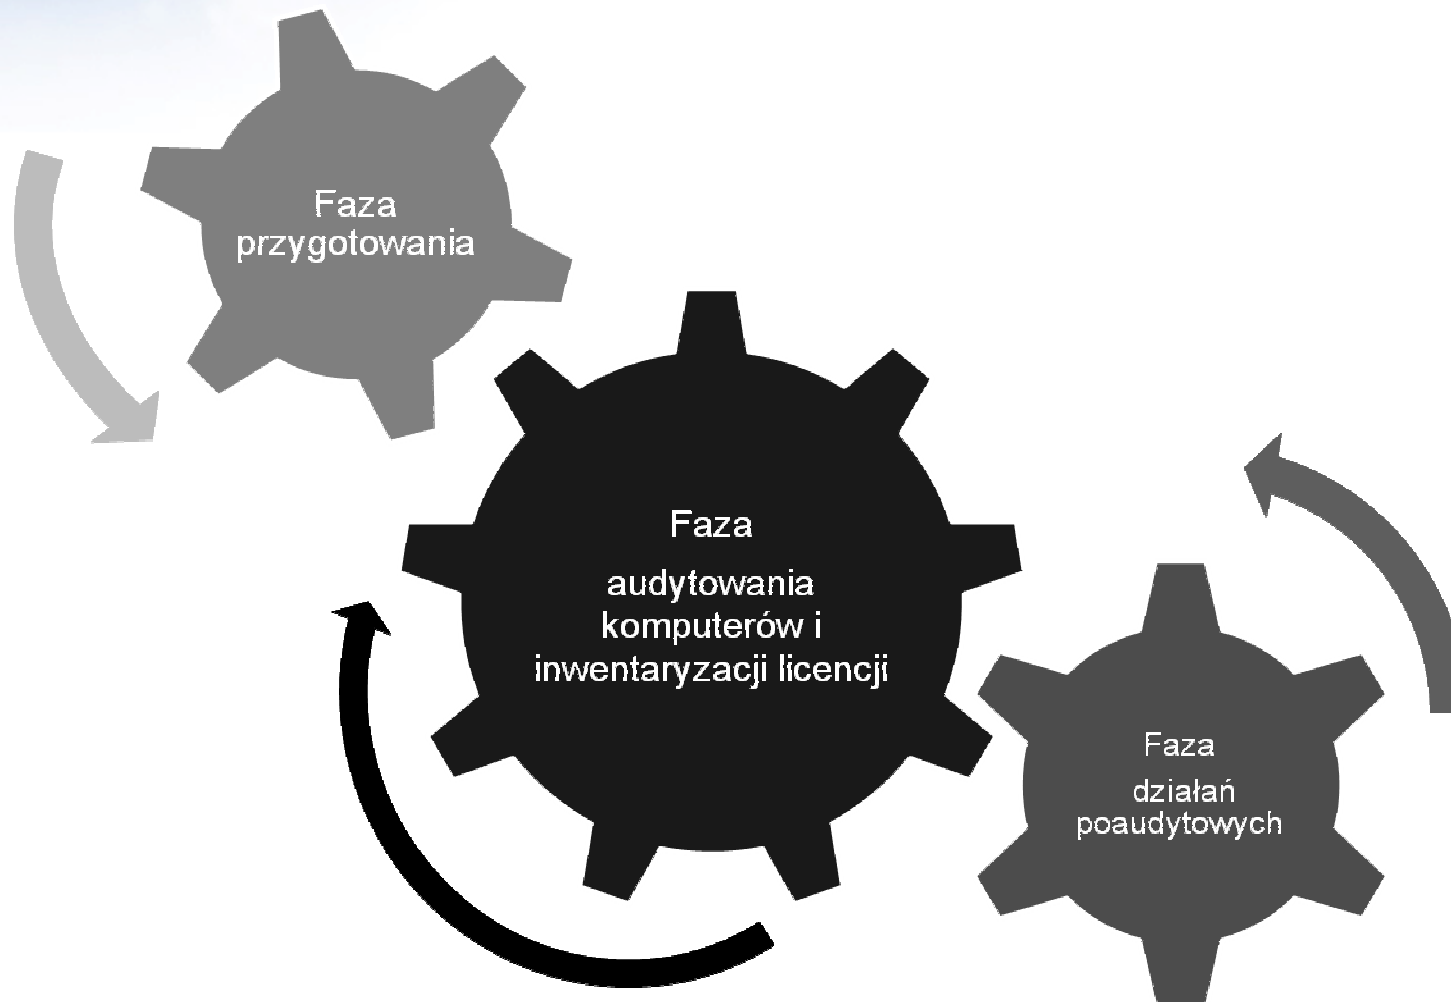 Faza
przygotowania
Faza
audytowania
komputerów i
inwentaryzacji licencji
Faza
działań
poaudytowych